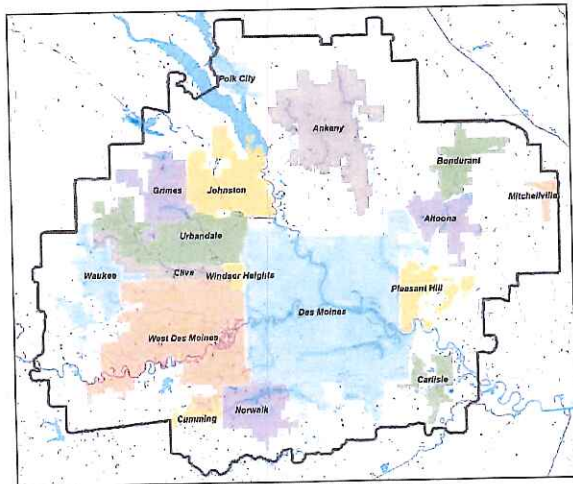 Polk City
Ankeny
Bondurant
Grimes
Johnston
Mitchellville
Altoona
Urbandale
Waukee
Clive
Windsor Heights
Pleasant Hill
Des Moines
West Des Moines
Carlisle
Cumming
Norwalk